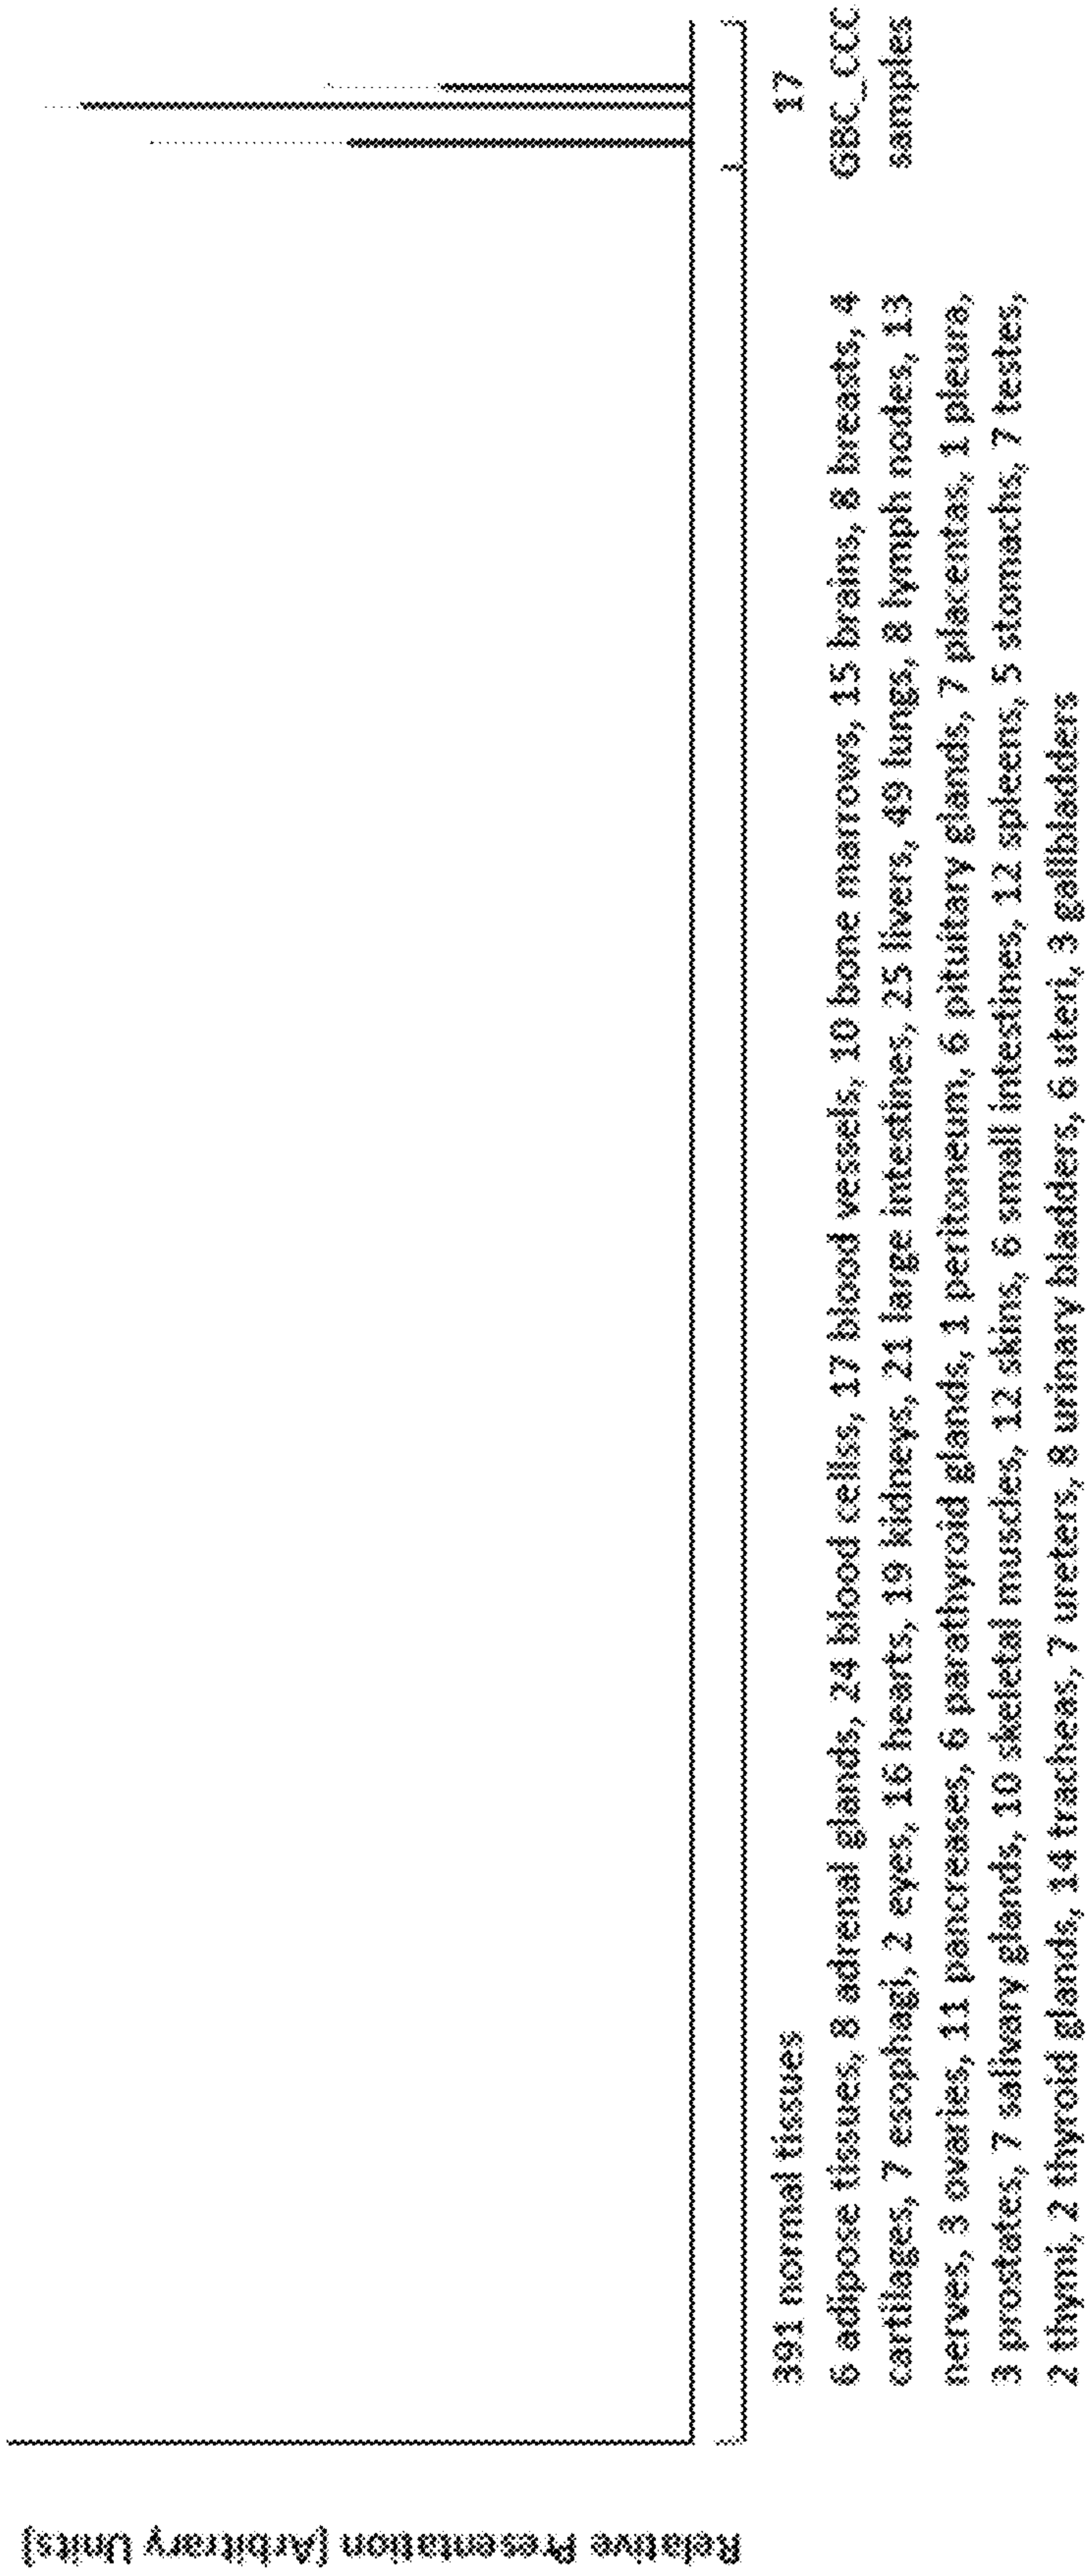 Relative Presentation [Arbitrary Units]
391 normal tissues
6 adipose tissues, 8 adrenal glands, 24 blood cellss, 17 blood vessels, 10 bone marrows, 15 brains, 8 breasts, 4
cartilages, 7 esophagi, 2 eyes, 16 hearts, 19 kidneys, 21 large intestines, 25 livers, 49 lungs, 8 lymph nodes, 13
nerves, 3 ovaries, 11 pancreases, 6 parathyroid glands, 1 peritoneum, 6 pituitary glands, 7 placentas, 1 pleura,
3 prostates, 7 salivary glands, 10 skeletal muscles, 12 skins, 6 small intestines, 12 spleens, 5 stomachs, 7 testes,
2 thymi, 2 thyroid glands, 14 tracheas, 7 ureters, 8 urinary bladders, 6 uteri, 3 gallbladders
17
GBC_CCC
samples